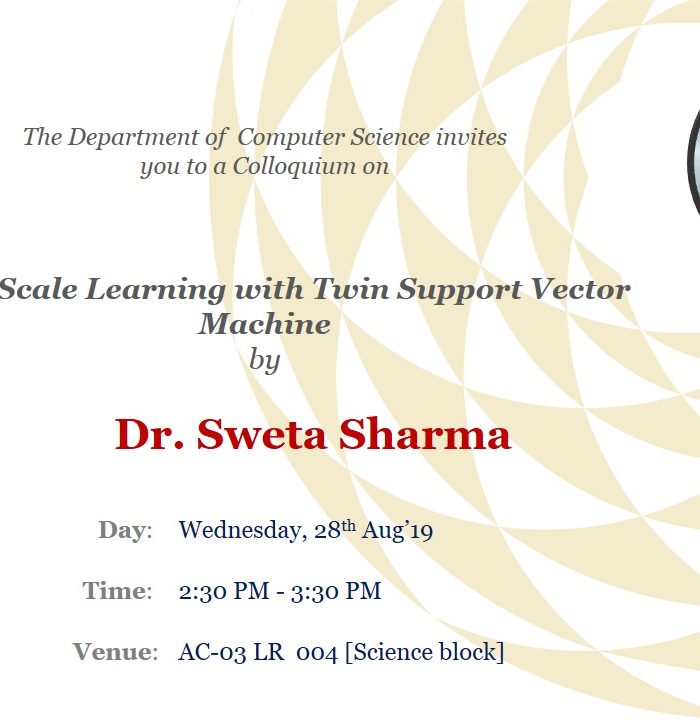 The Department of Computer Science invites
you to a Colloquium on
Scale Learning with Twin Support Vector
Machine
by
Dr. Sweta Sharma
Day: Wednesday, 28th Aug'19
Time: 2:30 PM - 3:30 PM
Venue: AC-03 LR 004 [Science block]